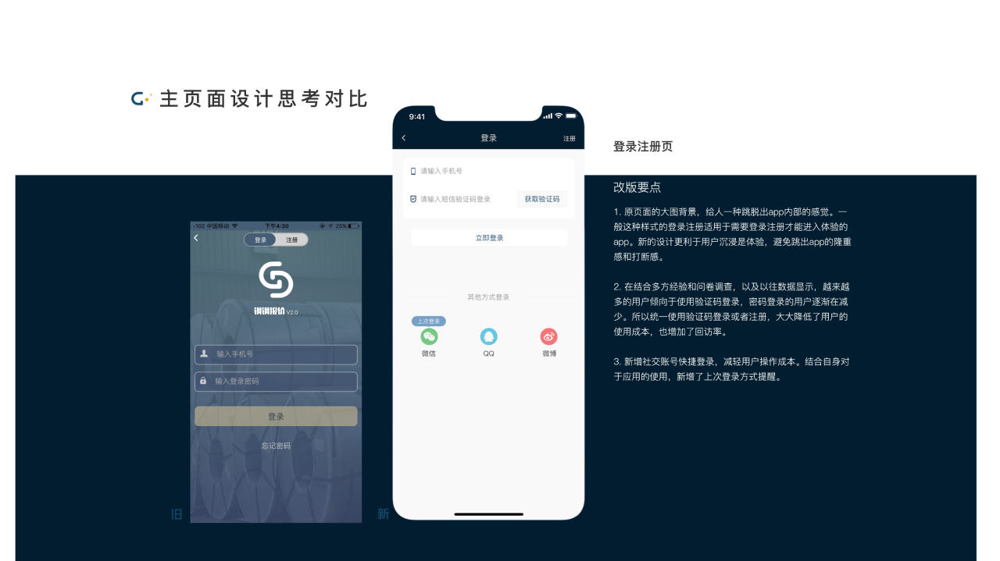 主页面设计思考对比
登录注册页
改版要点
1. 原页面的大图背景，给人一种跳脱出app内部的感觉。一
般这种样式的登录注册适用于需要登录注册才能进入体验的
app。新的设计更利于用户沉浸是体验，避免跳出app的隆重
感和打断感。
2. 在结合多方经验和问卷调查，以及以往数据显示，越来越
多的用户倾向于使用验证码登录，密码登录的用户逐渐在减
少。所以统一使用验证码登录或者注册，大大降低了用户的
使用成本，也增加了回访率。
3. 新增社交账号快捷登录，减轻用户操作成本。结合自身对
于应用的使用，新增了上次登录方式提醒。
9:41
登录
注册
请输入手机号
请输入短信验证码登录
获取验证码
立即登录
其他方式登录
上次登录
微信
QQ
微博
新
-102 中国移动
下午4:30
25%
登录
注册
钢钢报价 V2.0
输入手机号
输入登录密码
登录
忘记密码
旧